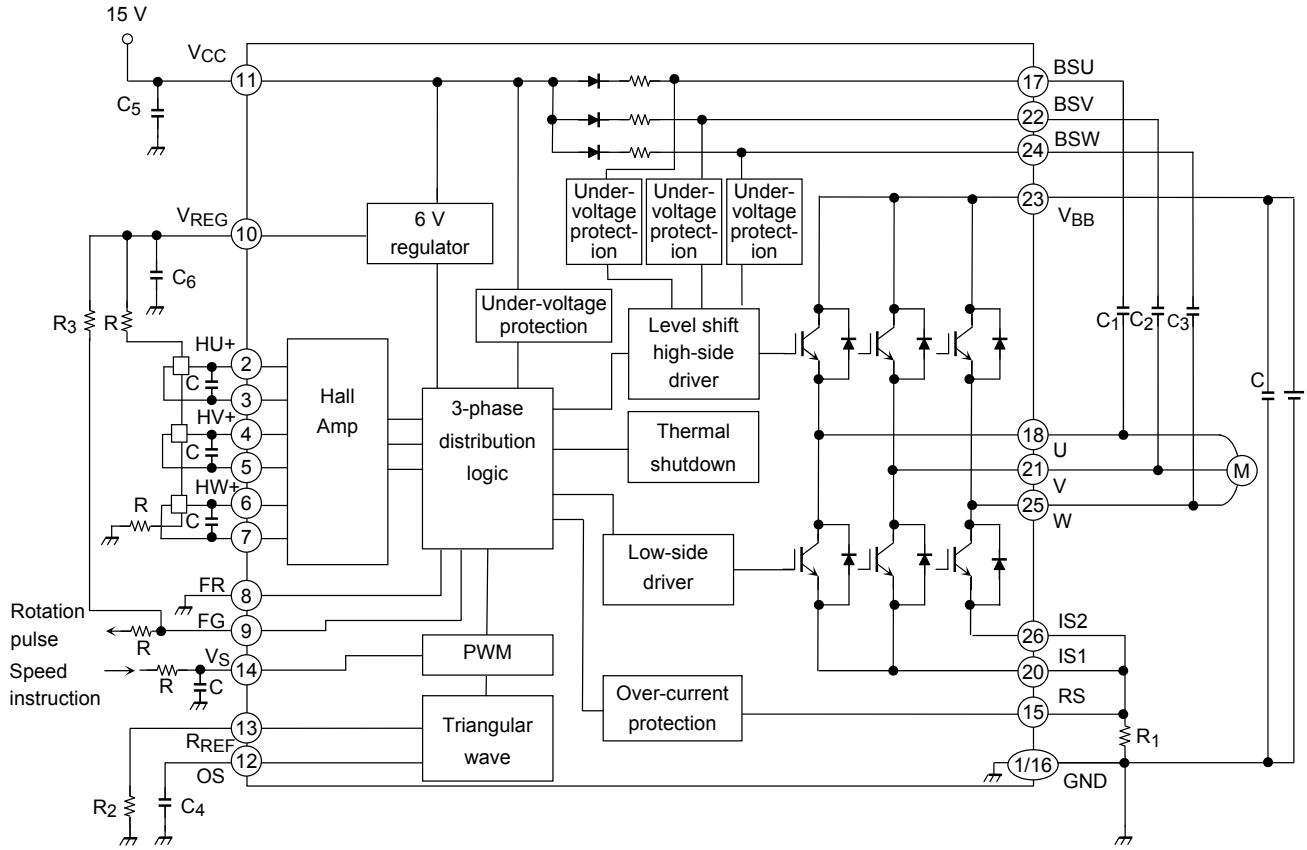 15 V
VCC
11
C5
17
BSU
22
BSV
24
BSW
Under-
voltage
protect-
ion
Under-
voltage
protect-
ion
Under-
voltage
protect-
ion
23
VBB
VREG
10
6 V
regulator
C6
R3
R
Under-voltage
protection
Level shift
high-side
driver
C1
C2
C3
C
HU+
2
C
3
HV+
4
C
5
HW+
6
R
C
7
Hall
Amp
3-phase
distribution
logic
Thermal
shutdown
18
U
21
V
25
W
M
Low-side
driver
FR
8
Rotation
pulse
R
FG
9
VS
14
Speed
instruction
R
C
PWM
26
IS2
20
IS1
15
RS
R1
Over-current
protection
13
RREF
12
OS
Triangular
wave
1/16
GND
R2
C4